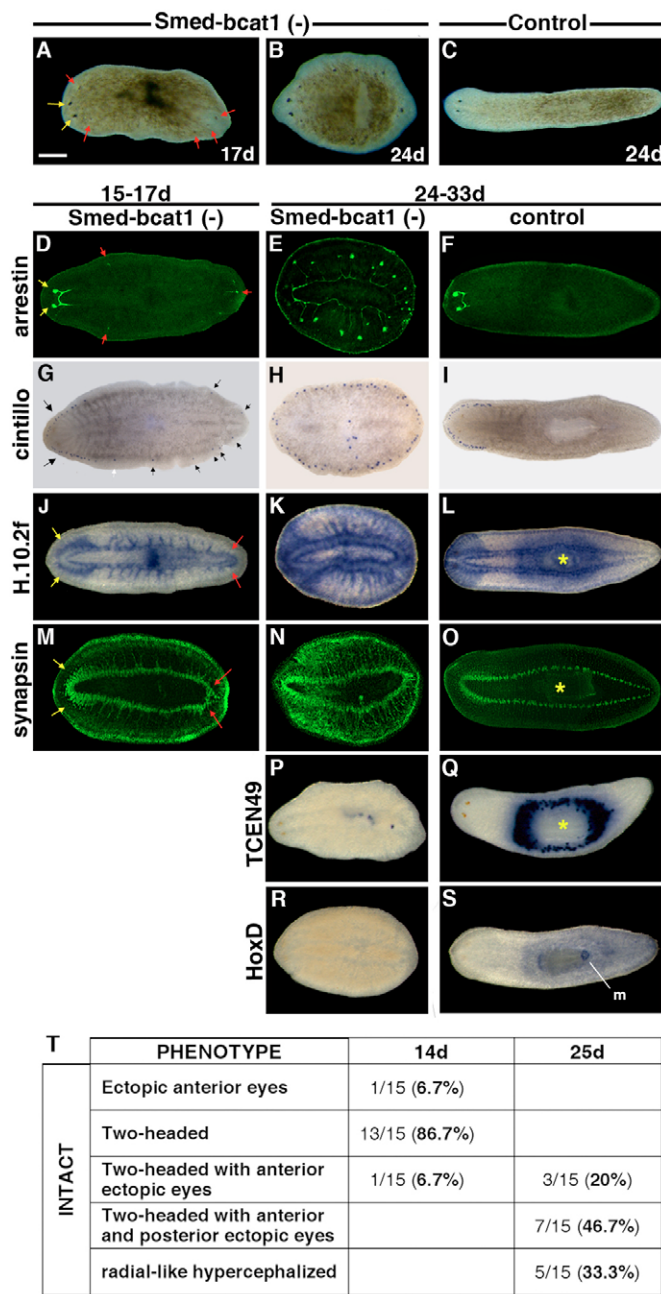 Smed-bcat1 (-) Control
A B C
17d 24d 24d
15-17d 24-33d
Smed-bcat1 (-) Smed-bcat1 (-) control
arrestin D E F
cintillo G H I
H.10.2f J K L *
synapsin M N O *
TCEN49 P Q *
HoxD R S
m
T PHENOTYPE 14d 25d
INTACT
Ectopic anterior eyes 1/15 (6.7%)
Two-headed 13/15 (86.7%)
Two-headed with anterior
ectopic eyes 1/15 (6.7%) 3/15 (20%)
Two-headed with anterior
and posterior ectopic eyes 7/15 (46.7%)
radial-like hypercephalized 5/15 (33.3%)